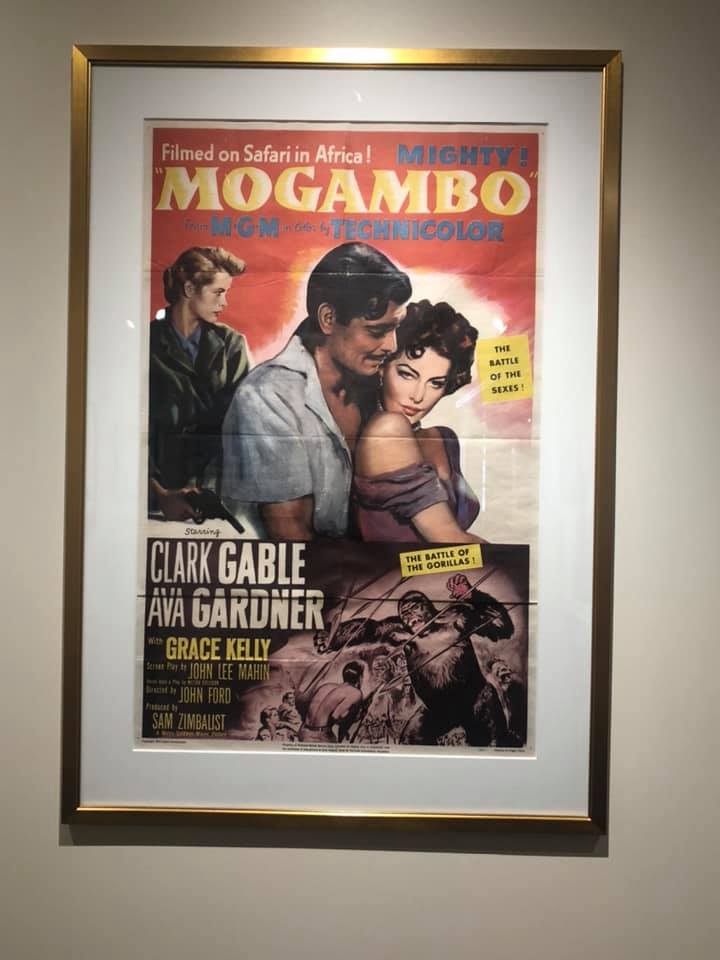 Filmed on Safari in Africa! MIGHTY!
"MOGAMBO"
From M-G-M in Color by TECHNICOLOR
THE
BATTLE
OF THE
SEXES!
Starring
CLARK GABLE
AVA GARDNER
THE BATTLE OF
THE GORILLAS!
With GRACE KELLY
Screen Play by JOHN LEE MAHIN
Directed by JOHN FORD
Produced by
SAM ZIMBALIST